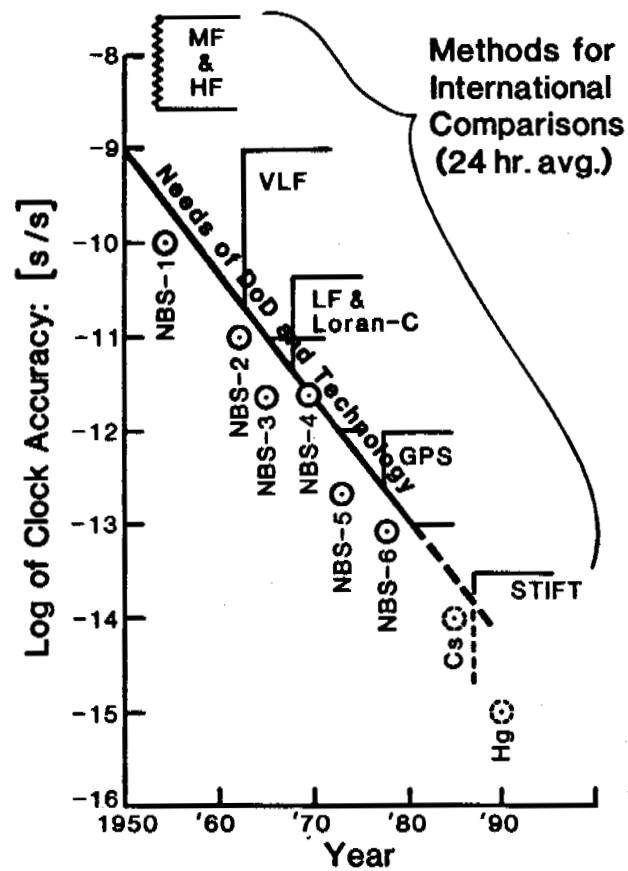 Methods for
International
Comparisons
(24 hr. avg.)
MF
&
HF
VLF
LF &
Loran-C
GPS
STIFT
Needs of DoD and Technology
NBS-1
NBS-2
NBS-3
NBS-4
NBS-5
NBS-6
Cs
Hg
Log of Clock Accuracy: [s/s]
-8
-9
-10
-11
-12
-13
-14
-15
-16
1950 '60 '70 '80 '90
Year